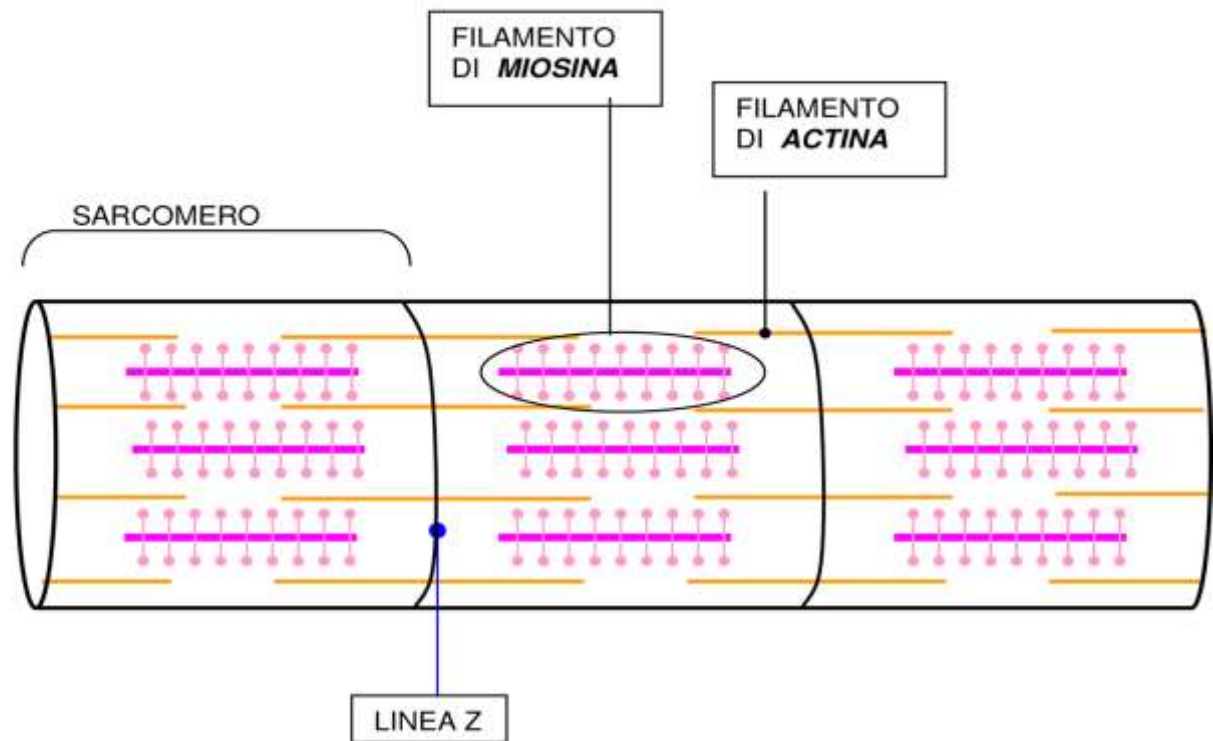 FILAMENTO
DI MIOSINA
FILAMENTO
DI ACTINA
SARCOMERO
LINEA Z